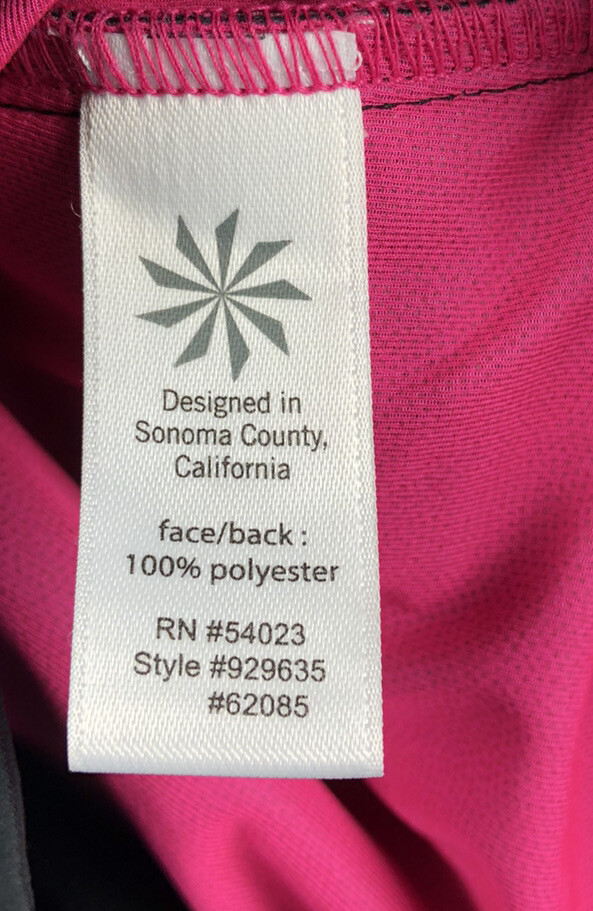 Designed in
Sonoma County,
California
face/back :
100% polyester
RN #54023
Style #929635
#62085